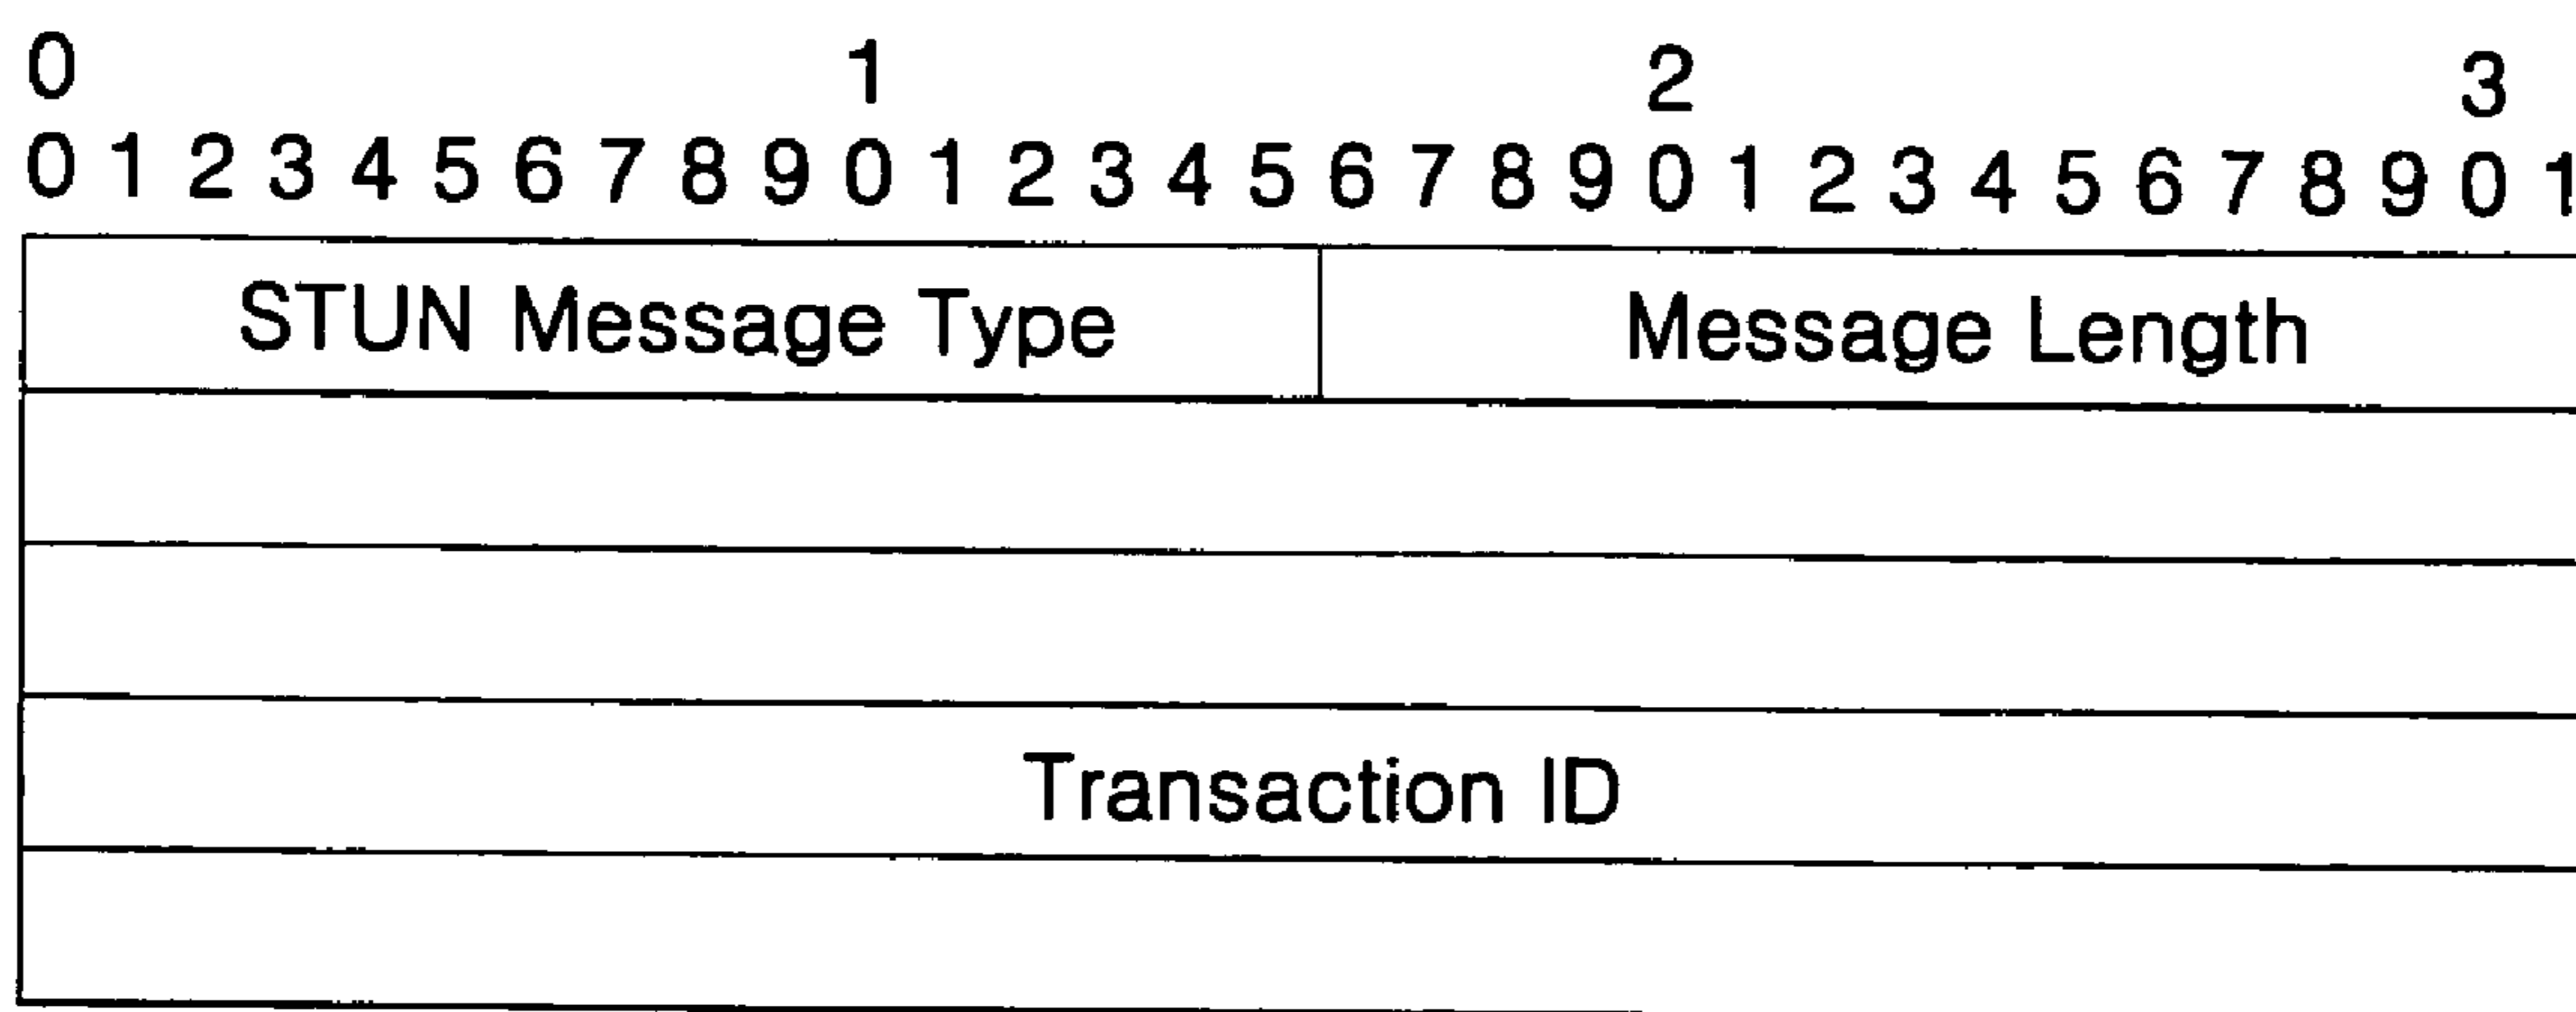 0 1 2 3
0 1 2 3 4 5 6 7 8 9 0 1 2 3 4 5 6 7 8 9 0 1 2 3 4 5 6 7 8 9 0 1
STUN Message Type Message Length
Transaction ID